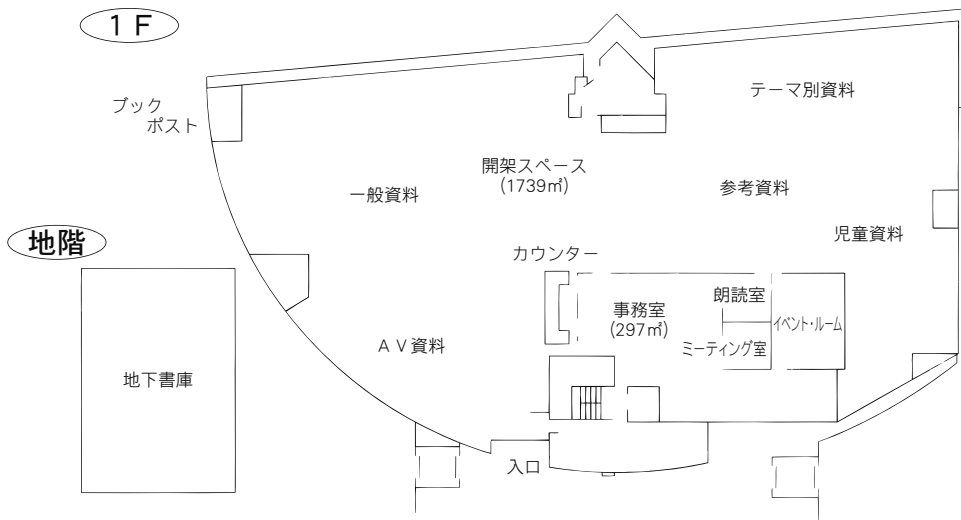 1F
テーマ別資料
ブック
ポスト
開架スペース
(1739㎡)
一般資料
参考資料
児童資料
地階
カウンター
朗読室
事務室
(297㎡)
イベント・ルーム
ミーティング室
AV資料
地下書庫
入口